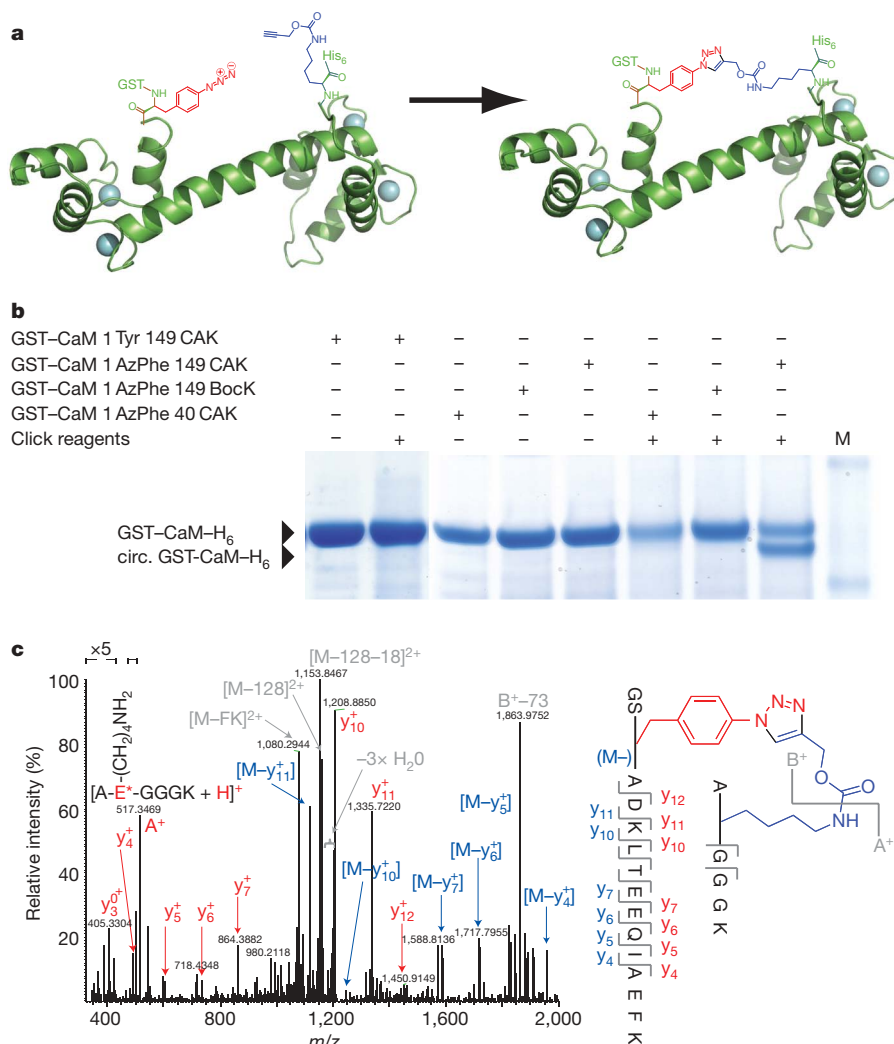 a
GST
NH
O
N=N=N
+ −
O
O
NH
His6
O
NH
GST
NH
O
N=N
N
O
O
N
H
His6
O
NH
b
GST–CaM 1 Tyr 149 CAK + + – – – – – –
GST–CaM 1 AzPhe 149 CAK – – – – + – – +
GST–CaM 1 AzPhe 149 BocK – – – + – – + –
GST–CaM 1 AzPhe 40 CAK – – + – – + – –
Click reagents – + – – – + + + M
GST–CaM–H6
circ. GST-CaM–H6
c
×5
Relative intensity (%)
100
80
60
40
20
400 800 1,200 1,600 2,000
m/z
(CH2)4NH2
[A-E*-GGGK + H]+
517.3469
A+
y4+
y3^0+
405.3304
y5+
y6+
718.4348
y7+
864.3882
980.2118
[M–FK]2+
1,080.2944
[M–128]2+
[M–128–18]2+
1,153.8467
1,208.8850
y10+
–3× H20
[M–y11+]
1,335.7220
y11+
[M–y10+]
y12+
1,450.9149
[M–y7+]
1,588.8136
[M–y6+]
1,717.7955
[M–y5+]
B+–73
1,863.9752
[M–y4+]
GS
(M–)
A
D
K
L
T
E
E
Q
I
A
E
F
K
y11
y10
y7
y6
y5
y4
y12
y11
y10
y7
y6
y5
y4
N=N
N
O
O
NH
B+
A+
A
G
G
G
K